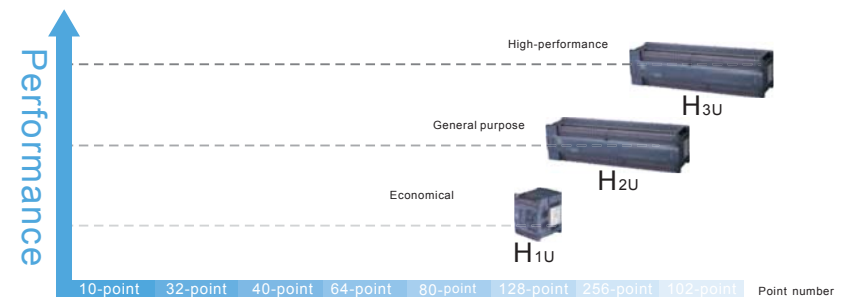 Performance
High-performance
H3U
General purpose
H2U
Economical
H1U
10-point 32-point 40-point 64-point 80-point 128-point 256-point 102-point Point number